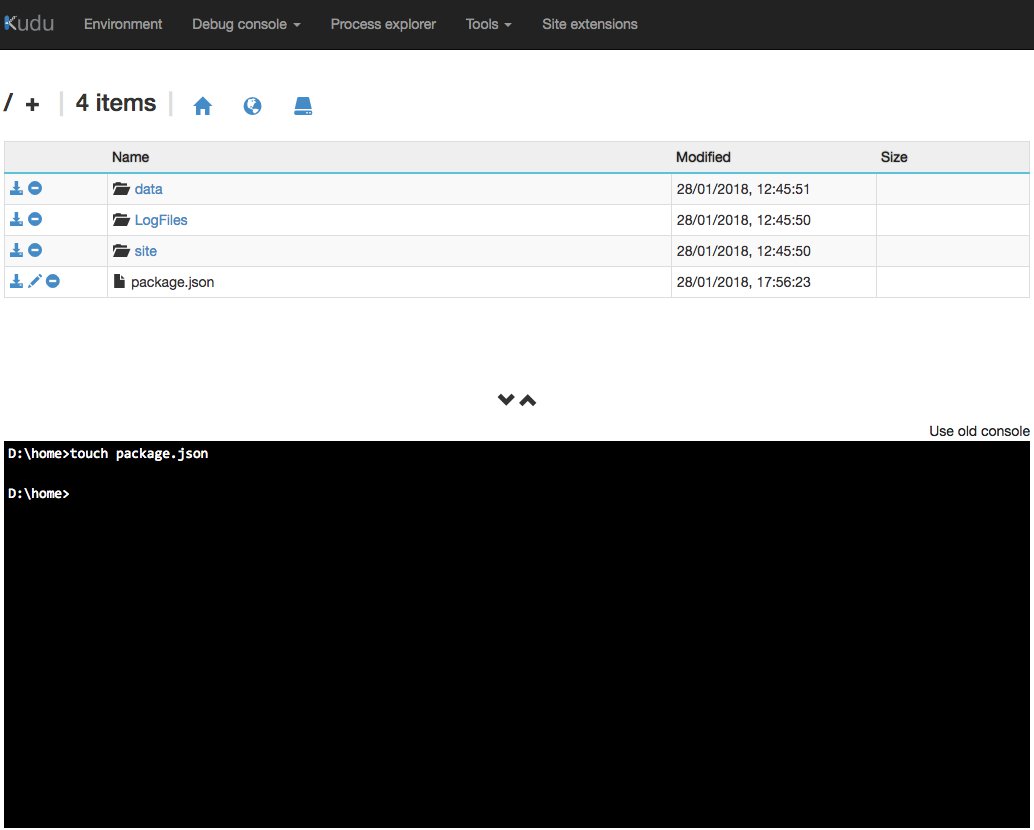 Kudu Environment Debug console Process explorer Tools Site extensions
/ + | 4 items |
Name Modified Size
data 28/01/2018, 12:45:51
LogFiles 28/01/2018, 12:45:50
site 28/01/2018, 12:45:50
package.json 28/01/2018, 17:56:23
Use old console
D:\home>touch package.json
D:\home>